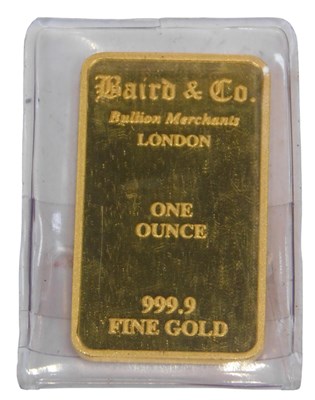 Baird & Co.
Bullion Merchants
LONDON
ONE
OUNCE
999.9
FINE GOLD